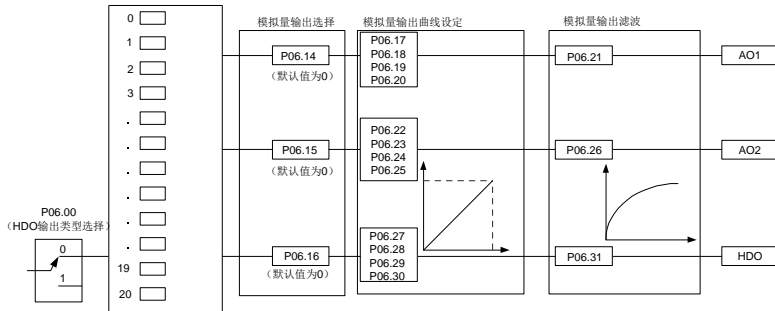 模拟量输出选择
模拟量输出曲线设定
模拟量输出滤波
0
1
2
3
.
.
.
.
.
.
19
20
P06.00
(HDO输出类型选择)
0
1
P06.14
(默认值为0)
P06.15
(默认值为0)
P06.16
(默认值为0)
P06.17
P06.18
P06.19
P06.20
P06.22
P06.23
P06.24
P06.25
P06.27
P06.28
P06.29
P06.30
P06.21
P06.26
P06.31
AO1
AO2
HDO